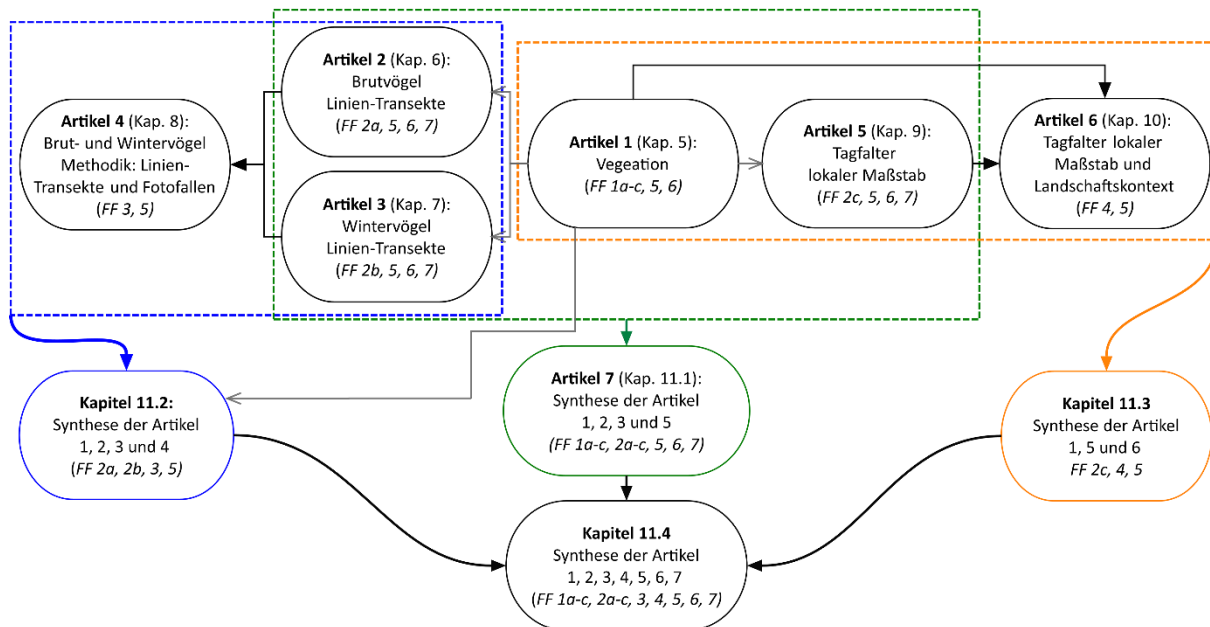 Artikel 2 (Kap. 6):
Brutvögel
Linien-Transekte
(FF 2a, 5, 6, 7)
Artikel 4 (Kap. 8):
Brut- und Wintervögel
Methodik: Linien-
Transekte und Fotofallen
(FF 3, 5)
Artikel 3 (Kap. 7):
Wintervögel
Linien-Transekte
(FF 2b, 5, 6, 7)
Artikel 1 (Kap. 5):
Vegeation
(FF 1a-c, 5, 6)
Artikel 5 (Kap. 9):
Tagfalter
lokaler Maßstab
(FF 2c, 5, 6, 7)
Artikel 6 (Kap. 10):
Tagfalter lokaler
Maßstab und
Landschaftskontext
(FF 4, 5)
Kapitel 11.2:
Synthese der Artikel
1, 2, 3 und 4
(FF 2a, 2b, 3, 5)
Artikel 7 (Kap. 11.1):
Synthese der Artikel
1, 2, 3 und 5
(FF 1a-c, 2a-c, 5, 6, 7)
Kapitel 11.3
Synthese der Artikel
1, 5 und 6
FF 2c, 4, 5
Kapitel 11.4
Synthese der Artikel
1, 2, 3, 4, 5, 6, 7
(FF 1a-c, 2a-c, 3, 4, 5, 6, 7)